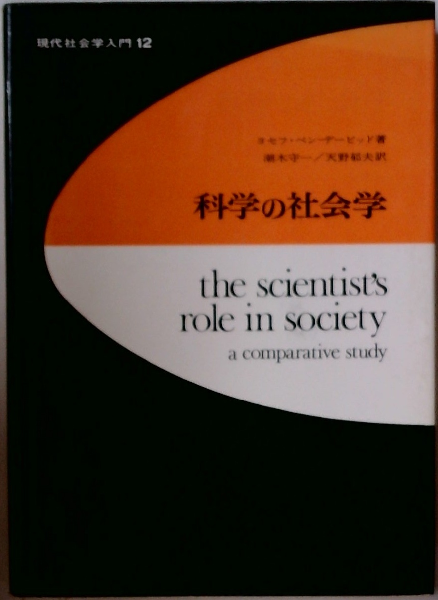 現代社会学入門 12
ヨセフ・ベン=デービッド著
潮木守一／天野郁夫訳
科学の社会学
the scientist's
role in society
a comparative study